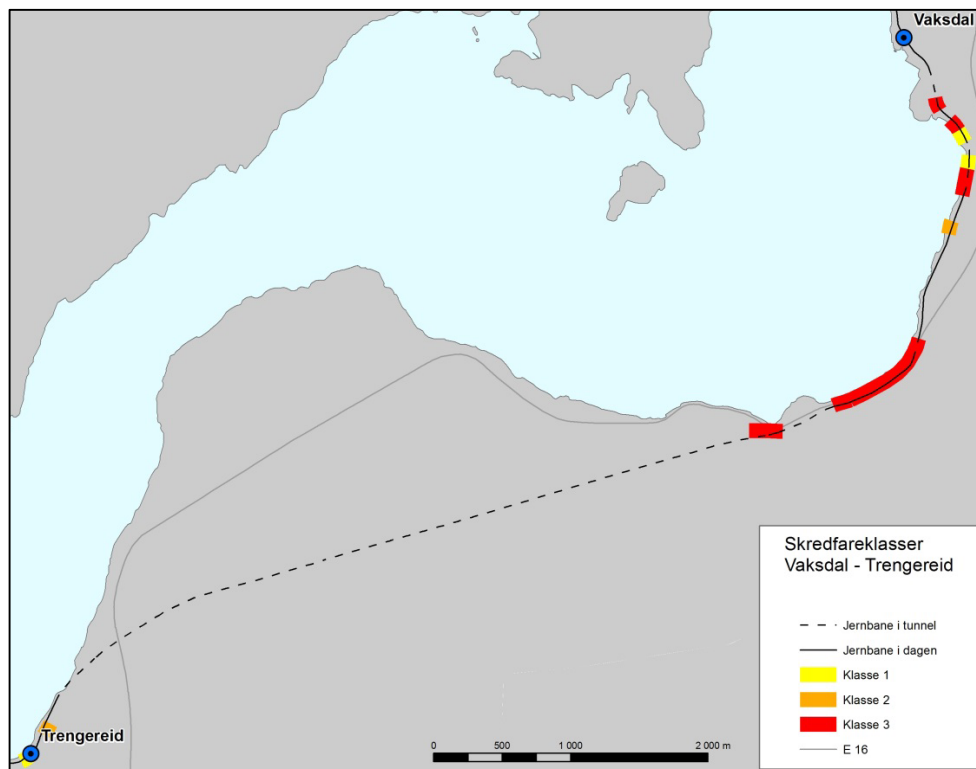 Vaksdal
Trengereid
0 500 1 000 2 000 m
Skredfareklasser
Vaksdal - Trengereid
Jernbane i tunnel
Jernbane i dagen
Klasse 1
Klasse 2
Klasse 3
E 16